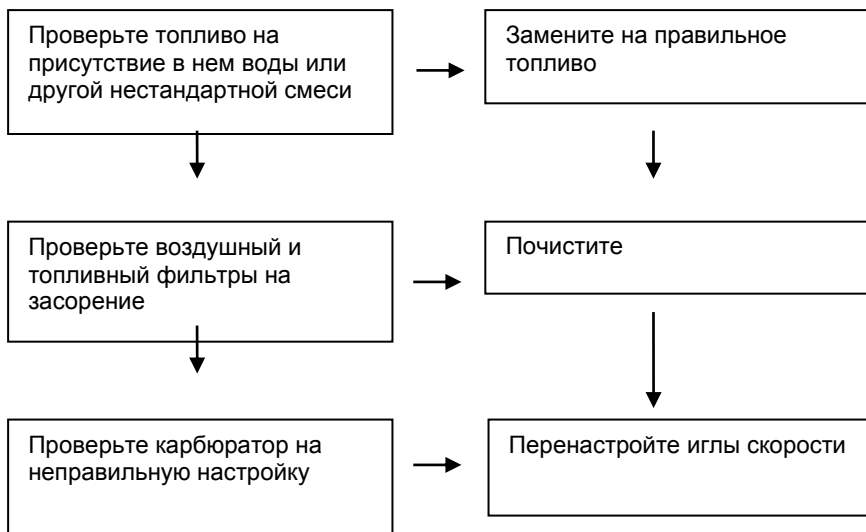 Проверьте топливо на
присутствие в нем воды или
другой нестандартной смеси
Замените на правильное
топливо
Проверьте воздушный и
топливный фильтры на
засорение
Почистите
Проверьте карбюратор на
неправильную настройку
Перенастройте иглы скорости